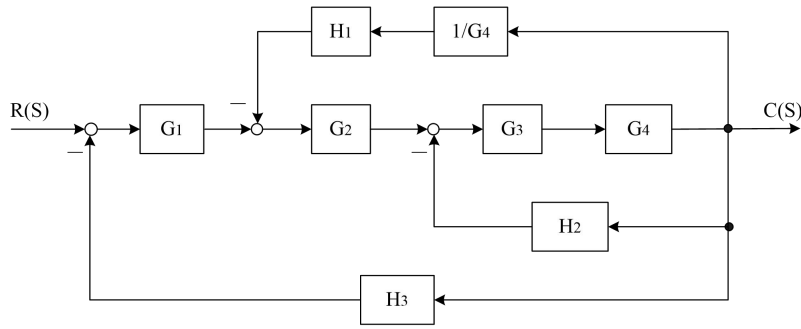 H1
1/G4
R(S)
—
G1
G2
G3
G4
C(S)
—
—
H2
H3